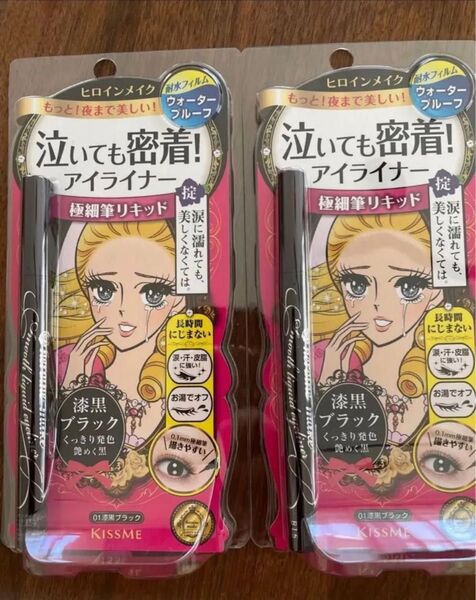 ヒロインメイク
もっと!夜まで美しい!
耐水フィルム
ウォーター
プルーフ
泣いても密着!
アイライナー
極細筆リキッド
掟
涙に濡れても、
美しくなくては。
長時間
にじまない
涙・汗・皮脂
に強い!
お湯でオフ
漆黒
ブラック
くっきり発色
艶めく黒
0.1mm極細筆
描きやすい
01漆黒ブラック
KISSME
ヒロインメイク
もっと!夜まで美しい!
耐水フィルム
ウォーター
プルーフ
泣いても密着!
アイライナー
極細筆リキッド
掟
涙に濡れても、
美しくなくては。
長時間
にじまない
涙・汗・皮脂
に強い!
お湯でオフ
漆黒
ブラック
くっきり発色
艶めく黒
0.1mm極細筆
描きやすい
01漆黒ブラック
KISSME